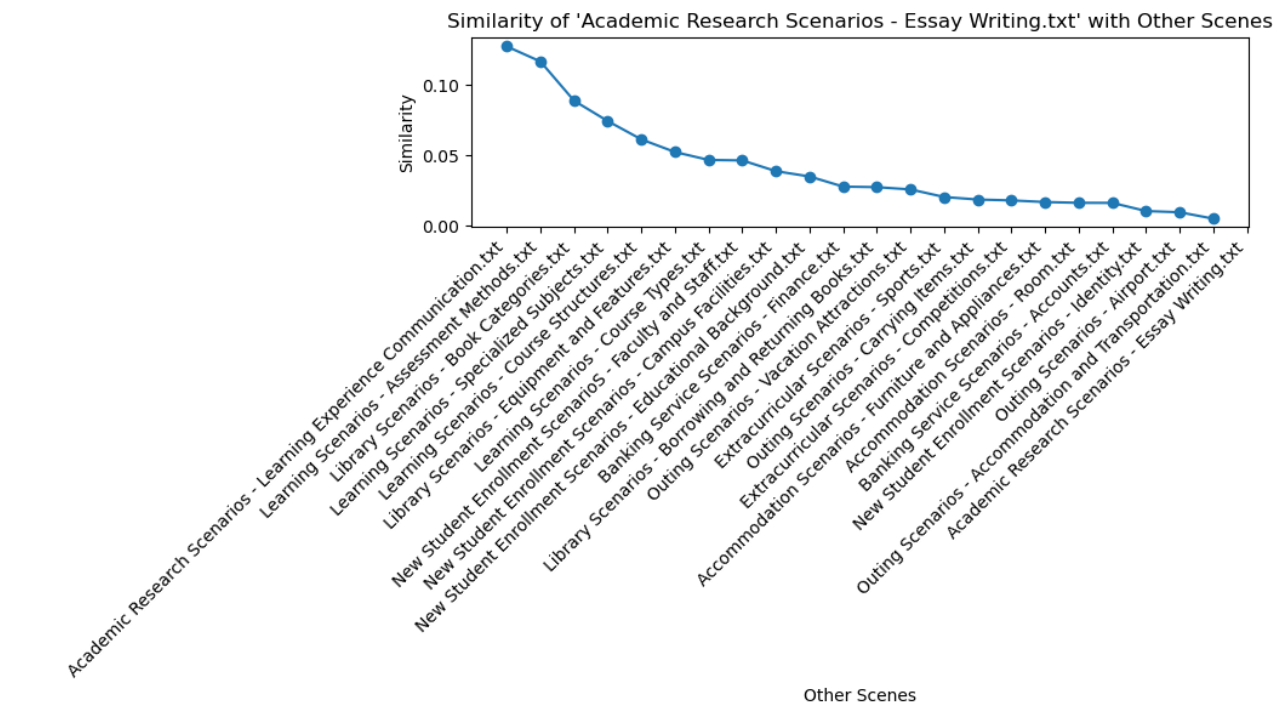 Similarity of 'Academic Research Scenarios - Essay Writing.txt' with Other Scenes
Similarity
0.10
0.05
0.00
Academic Research Scenarios - Learning Experience Communication.txt
Learning Scenarios - Assessment Methods.txt
Library Scenarios - Book Categories.txt
Learning Scenarios - Specialized Subjects.txt
Learning Scenarios - Course Structures.txt
Library Scenarios - Equipment and Features.txt
Learning Scenarios - Course Types.txt
New Student Enrollment Scenarios - Faculty and Staff.txt
New Student Enrollment Scenarios - Campus Facilities.txt
New Student Enrollment Scenarios - Educational Background.txt
Banking Service Scenarios - Finance.txt
Library Scenarios - Borrowing and Returning Books.txt
Outing Scenarios - Vacation Attractions.txt
Extracurricular Scenarios - Sports.txt
Outing Scenarios - Carrying Items.txt
Extracurricular Scenarios - Competitions.txt
Accommodation Scenarios - Furniture and Appliances.txt
Accommodation Scenarios - Room.txt
Banking Service Scenarios - Accounts.txt
New Student Enrollment Scenarios - Identity.txt
Outing Scenarios - Airport.txt
Outing Scenarios - Accommodation and Transportation.txt
Academic Research Scenarios - Essay Writing.txt
Other Scenes